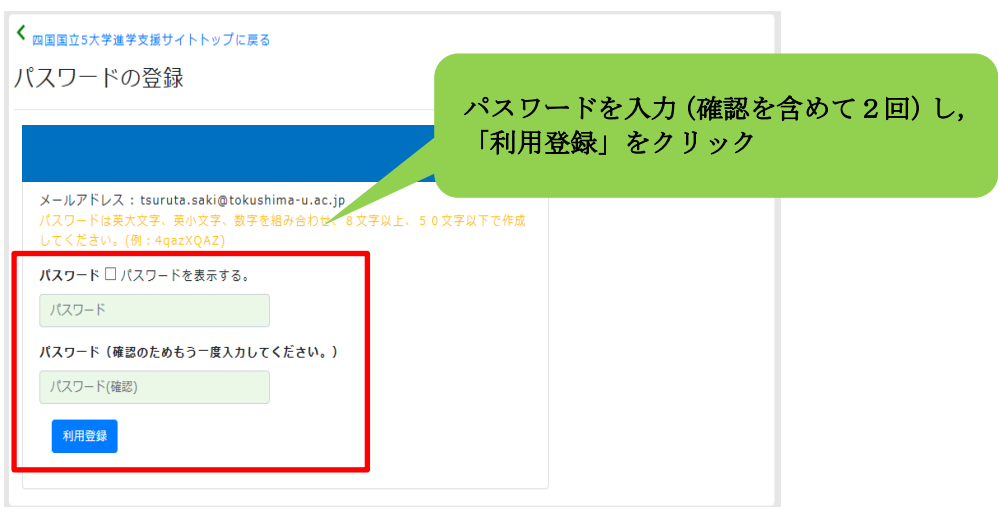 四国国立5大学進学支援サイトトップに戻る
パスワードの登録
パスワードを入力（確認を含めて２回）し，
「利用登録」をクリック
メールアドレス : tsuruta.saki@tokushima-u.ac.jp
パスワードは英大文字、英小文字、数字を組み合わせ、８文字以上、５０文字以下で作成
してください。(例 : 4qazXQAZ)
パスワード パスワードを表示する。
パスワード
パスワード（確認のためもう一度入力してください。）
パスワード(確認)
利用登録